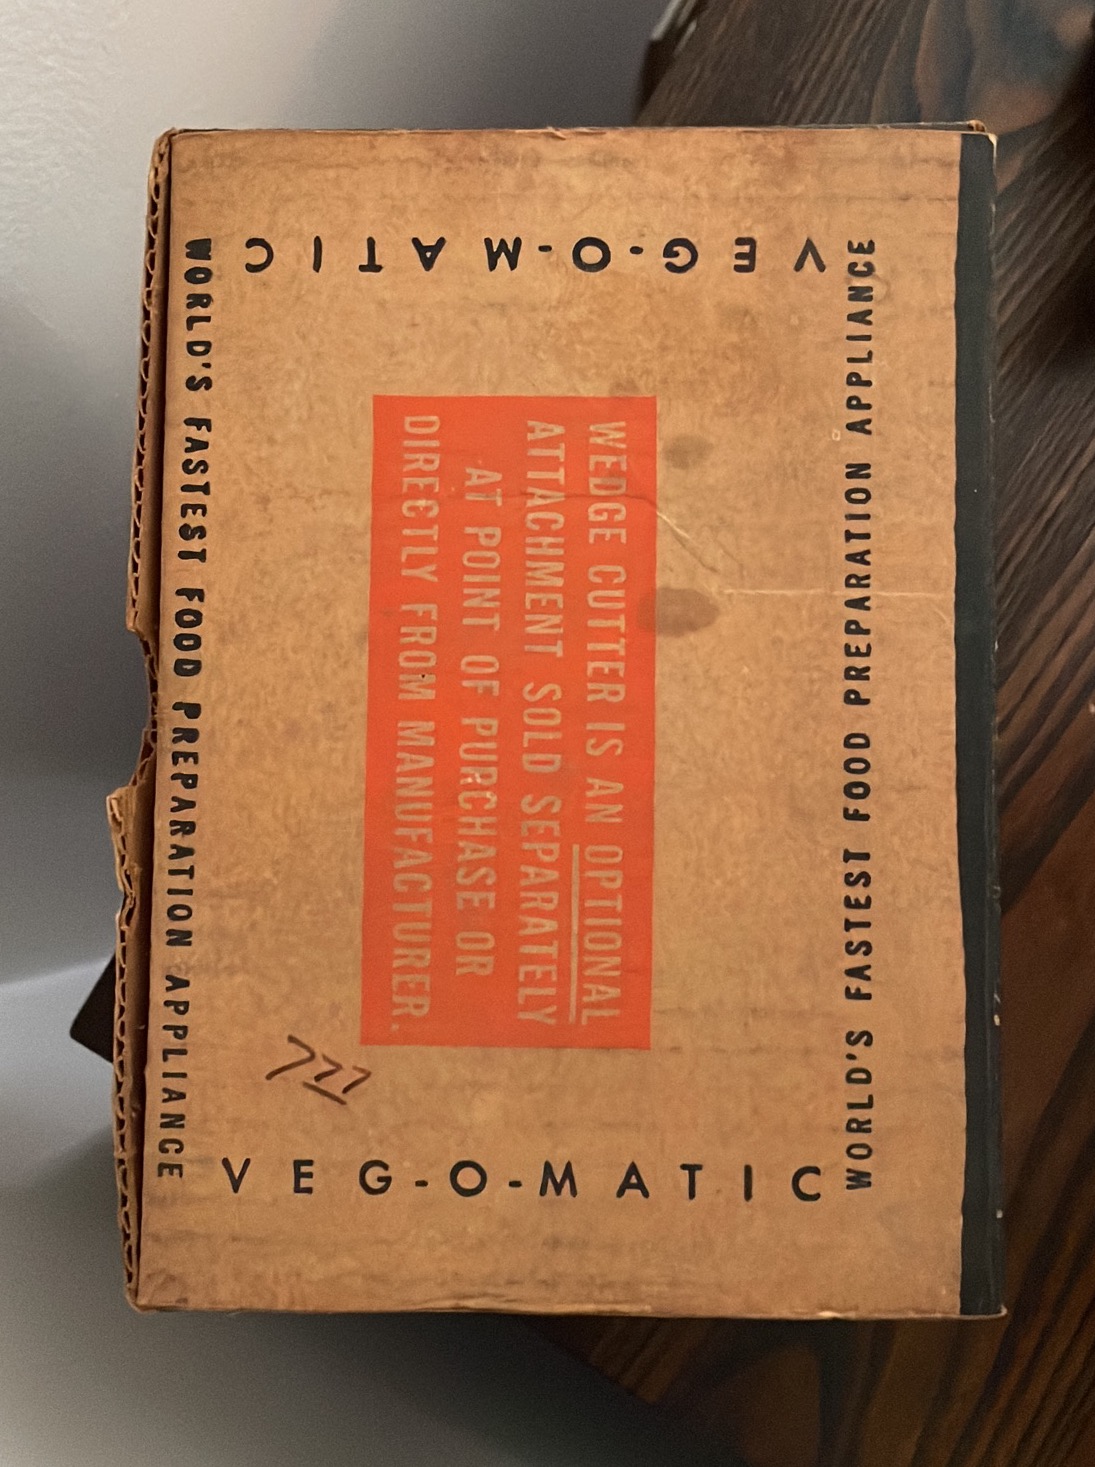 VEG-O-MATIC
WORLD'S FASTEST FOOD PREPARATION APPLIANCE
WEDGE CUTTER IS AN OPTIONAL
ATTACHMENT SOLD SEPARATELY
AT POINT OF PURCHASE OR
DIRECTLY FROM MANUFACTURER.
WORLD'S FASTEST FOOD PREPARATION APPLIANCE
VEG-O-MATIC